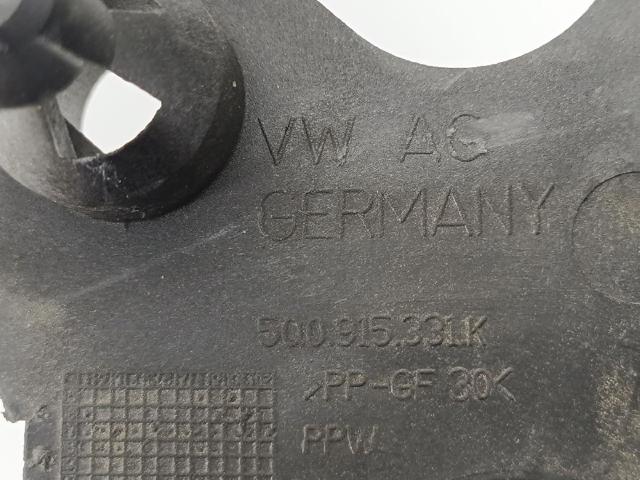 VW AG
GERMANY
5Q0.915.331.K
>PP-GF 30<
PPW